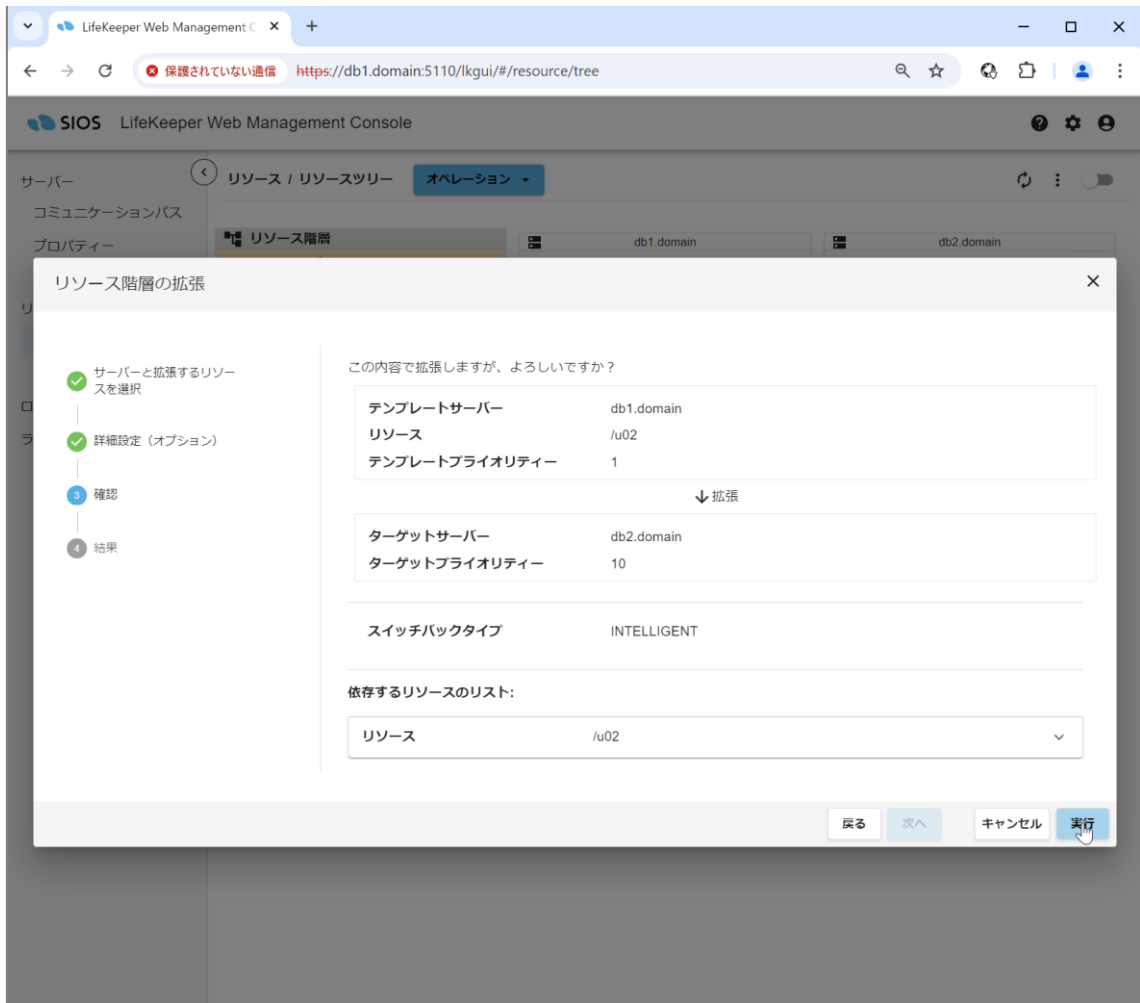 LifeKeeper Web Management C
保護されていない通信 https://db1.domain:5110/lkgui/#/resource/tree
SIOS LifeKeeper Web Management Console
サーバー
コミュニケーションパス
プロパティー
リソース / リソースツリー
オペレーション
リソース階層
db1.domain
db2.domain
リ
ロ
ラ
リソース階層の拡張
サーバーと拡張するリソー
スを選択
詳細設定（オプション）
3 確認
4 結果
この内容で拡張しますが、よろしいですか？
テンプレートサーバー db1.domain
リソース /u02
テンプレートプライオリティー 1
拡張
ターゲットサーバー db2.domain
ターゲットプライオリティー 10
スイッチバックタイプ INTELLIGENT
依存するリソースのリスト:
リソース /u02
戻る 次へ キャンセル 実行